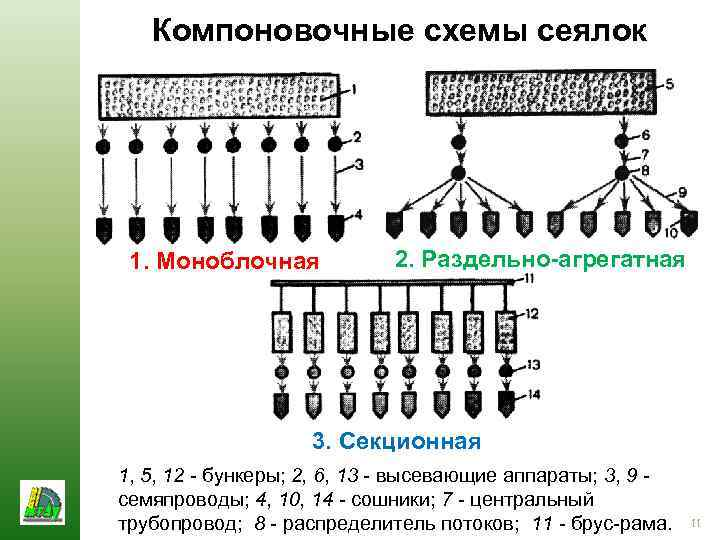 Компоновочные схемы сеялок
1
2
3
4
5
6
7
8
9
10
1. Моноблочная
2. Раздельно-агрегатная
11
12
13
14
3. Секционная
1, 5, 12 - бункеры; 2, 6, 13 - высевающие аппараты; 3, 9 -
семяпроводы; 4, 10, 14 - сошники; 7 - центральный
трубопровод; 8 - распределитель потоков; 11 - брус-рама.
11